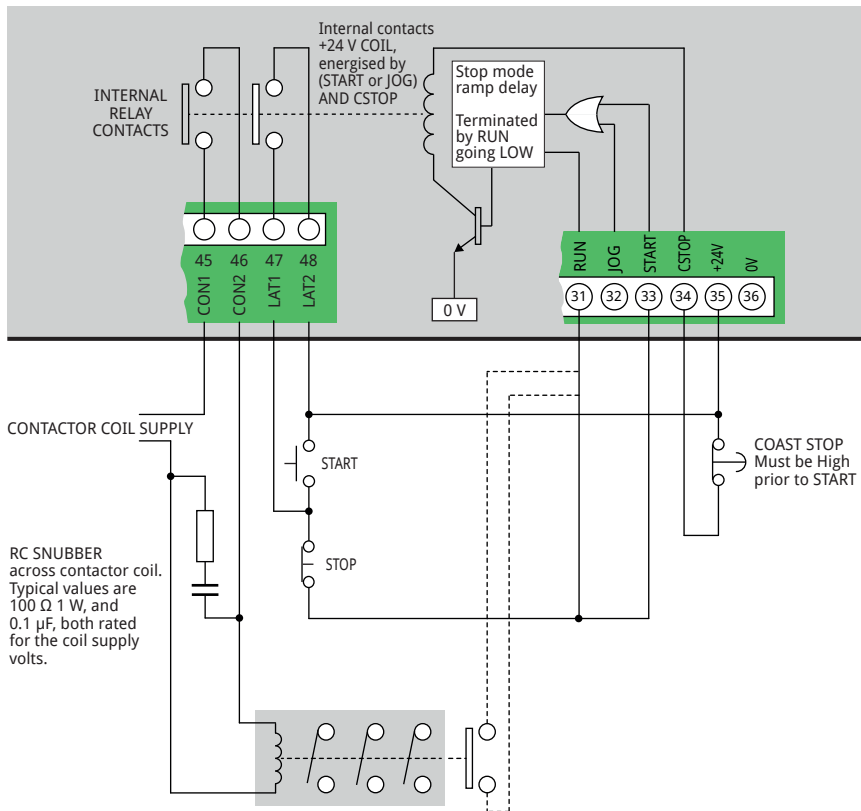 Internal contacts
+24 V COIL,
energised by
(START or JOG)
AND CSTOP
INTERNAL
RELAY
CONTACTS
Stop mode
ramp delay
Terminated
by RUN
going LOW
0 V
45
46
47
48
CON1
CON2
LAT1
LAT2
RUN
JOG
START
CSTOP
+24V
0V
31
32
33
34
35
36
CONTACTOR COIL SUPPLY
START
STOP
COAST STOP
Must be High
prior to START
RC SNUBBER
across contactor coil.
Typical values are
100 Ω 1 W, and
0.1 µF, both rated
for the coil supply
volts.